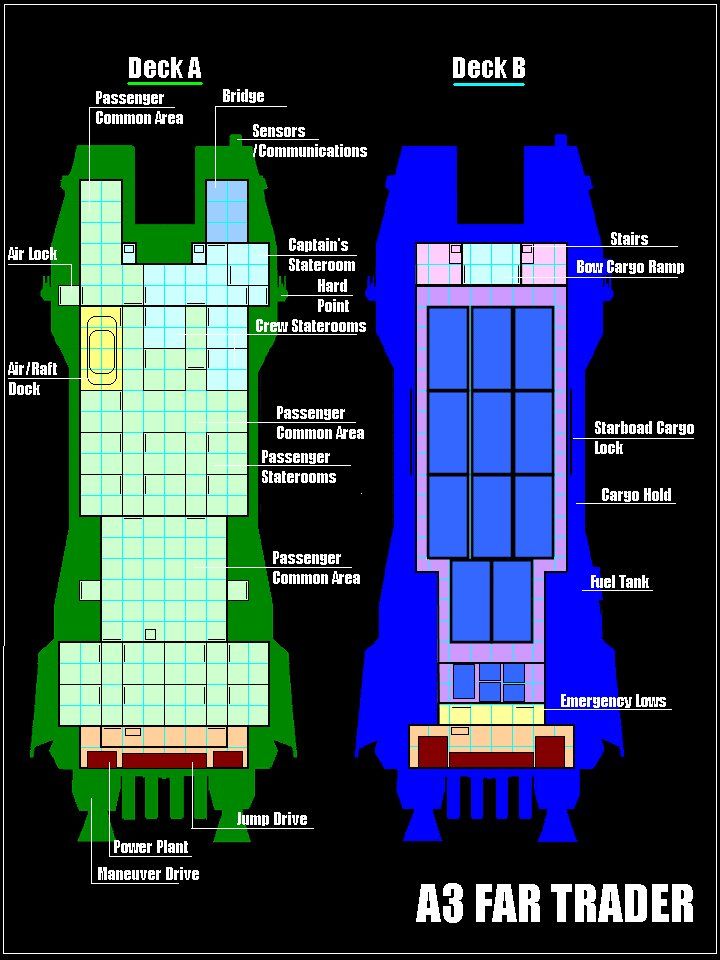 Deck A
Deck B
Passenger
Common Area
Bridge
Sensors
/Communications
Air Lock
Captain's
Stateroom
Hard
Point
Crew Staterooms
Air/Raft
Dock
Passenger
Common Area
Passenger
Staterooms
Passenger
Common Area
Jump Drive
Power Plant
Maneuver Drive
Stairs
Bow Cargo Ramp
Starboad Cargo
Lock
Cargo Hold
Fuel Tank
Emergency Lows
A3 FAR TRADER